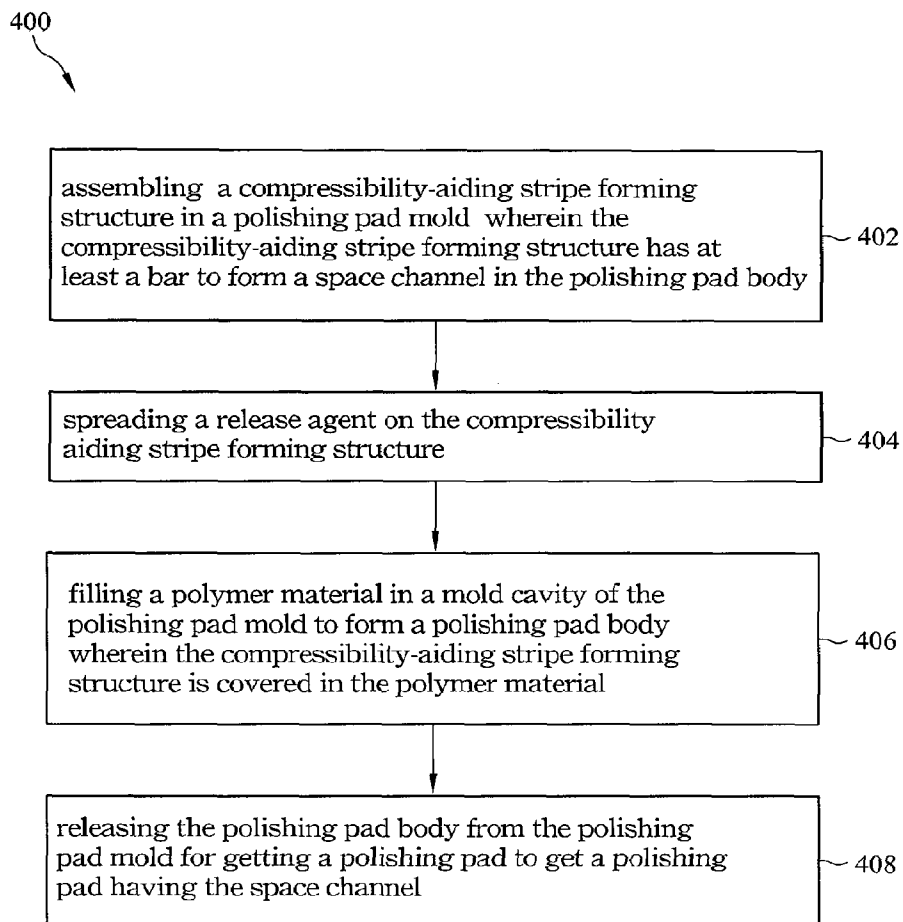 400
assembling a compressibility-aiding stripe forming
structure in a polishing pad mold wherein the
compressibility-aiding stripe forming structure has at
least a bar to form a space channel in the polishing pad body
402
spreading a release agent on the compressibility
aiding stripe forming structure
404
filling a polymer material in a mold cavity of the
polishing pad mold to form a polishing pad body
wherein the compressibility-aiding stripe forming
structure is covered in the polymer material
406
releasing the polishing pad body from the polishing
pad mold for getting a polishing pad to get a polishing
pad having the space channel
408